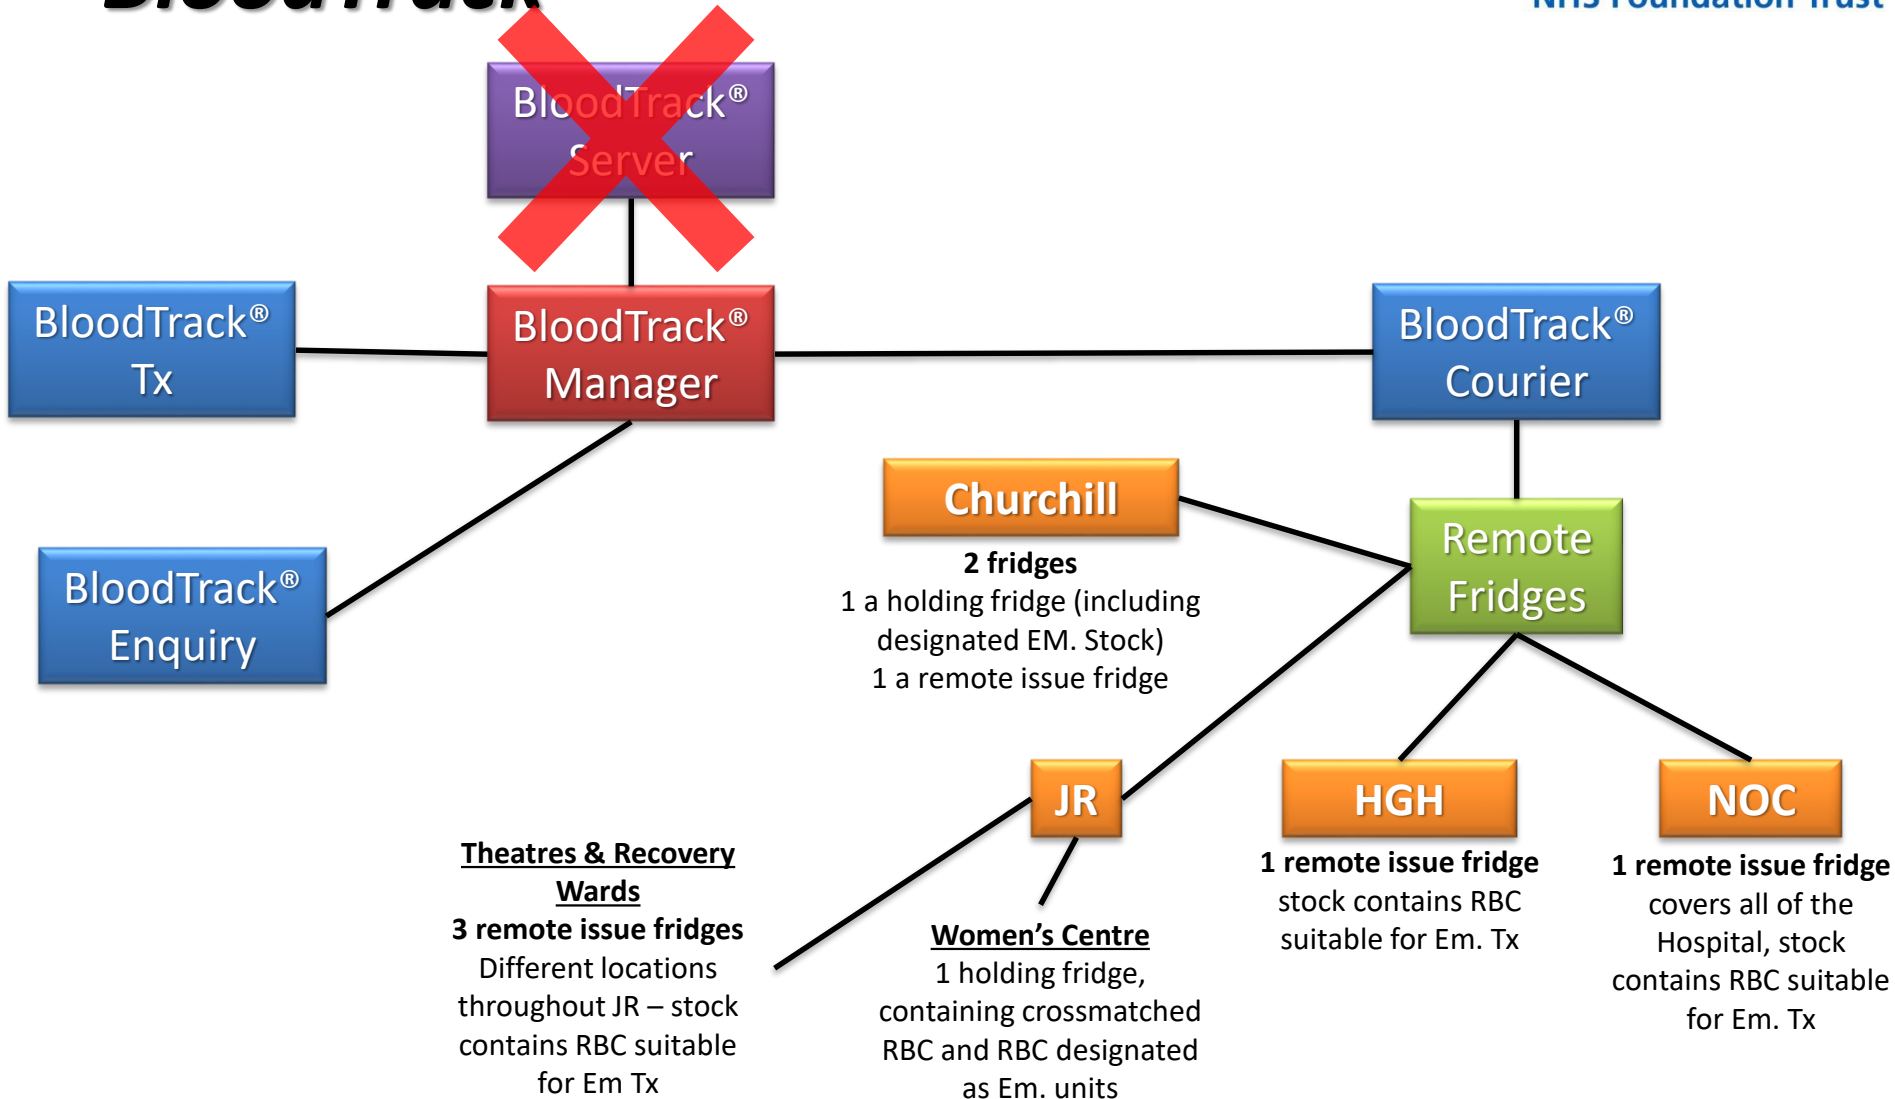 BloodTrack
NHS Foundation Trust
BloodTrack®
Server
BloodTrack®
Tx
BloodTrack®
Manager
BloodTrack®
Courier
BloodTrack®
Enquiry
Churchill
2 fridges
1 a holding fridge (including
designated EM. Stock)
1 a remote issue fridge
Remote
Fridges
JR
HGH
NOC
Theatres & Recovery
Wards
3 remote issue fridges
Different locations
throughout JR – stock
contains RBC suitable
for Em Tx
Women’s Centre
1 holding fridge,
containing crossmatched
RBC and RBC designated
as Em. units
1 remote issue fridge
stock contains RBC
suitable for Em. Tx
1 remote issue fridge
covers all of the
Hospital, stock
contains RBC suitable
for Em. Tx